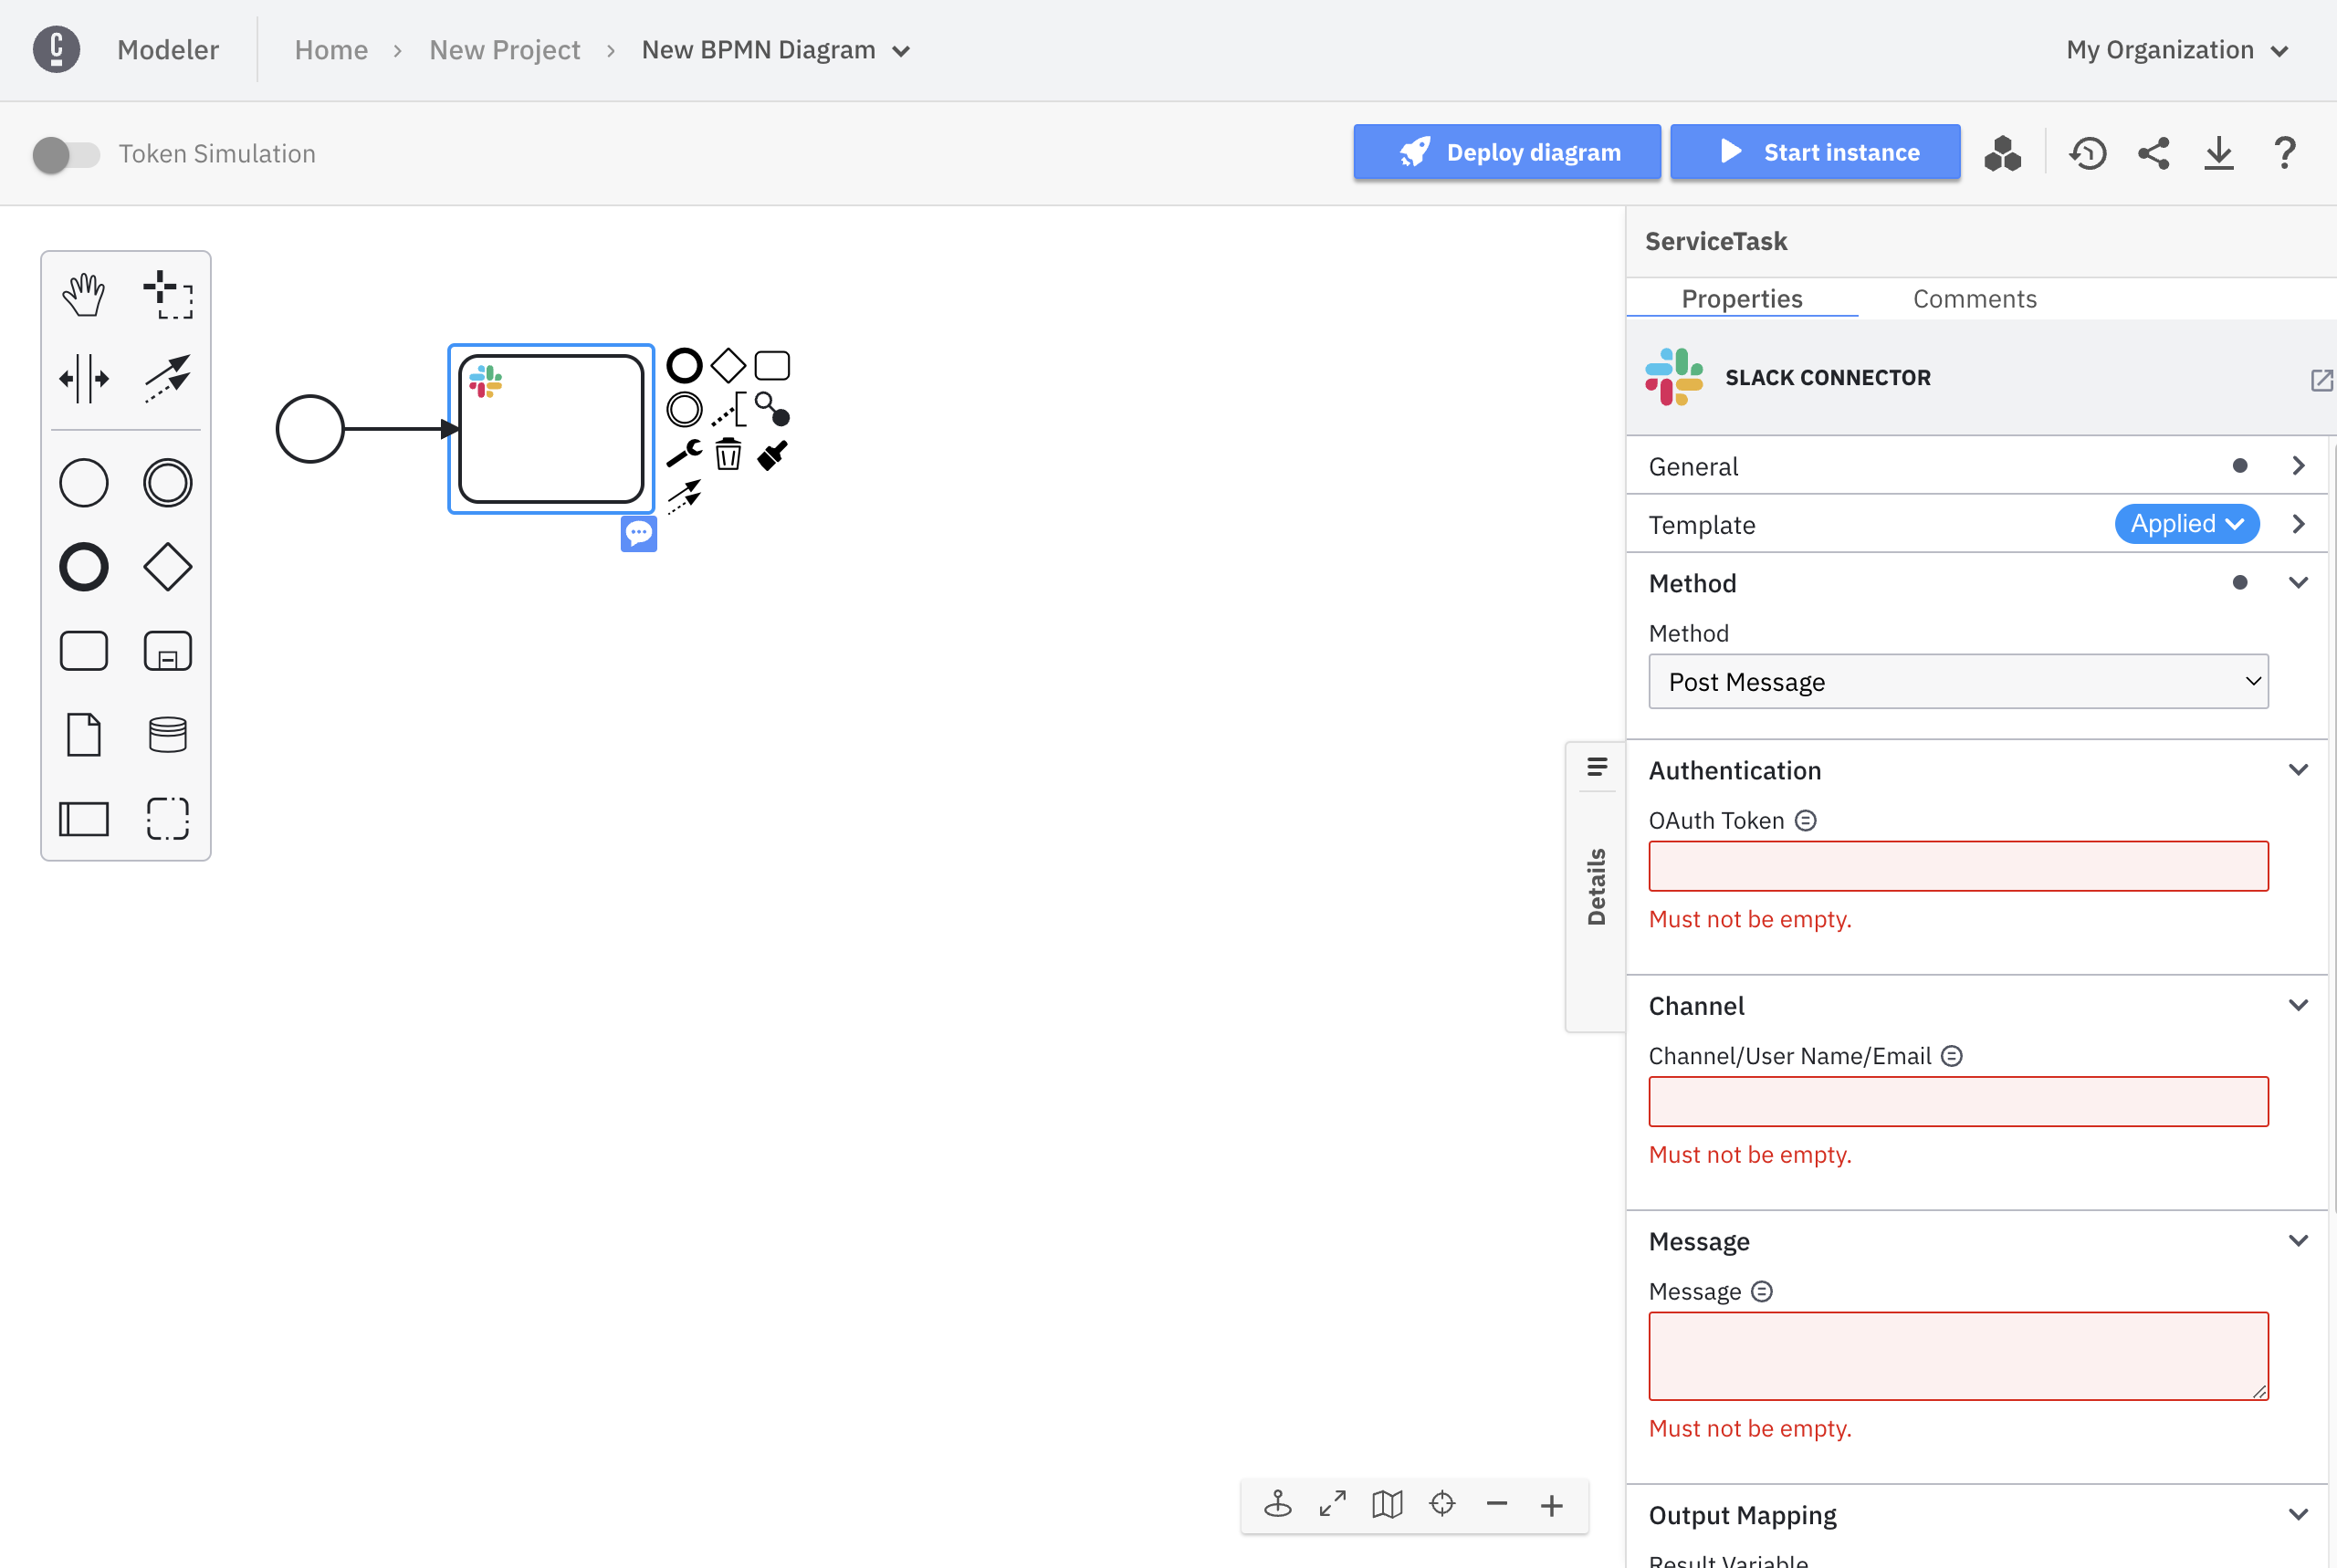 Modeler
Home
New Project
New BPMN Diagram
My Organization
Token Simulation
Deploy diagram
Start instance
ServiceTask
Properties
Comments
SLACK CONNECTOR
General
Template
Applied
Method
Method
Post Message
Authentication
OAuth Token
Must not be empty.
Details
Channel
Channel/User Name/Email
Must not be empty.
Message
Message
Must not be empty.
Output Mapping
Result Variable